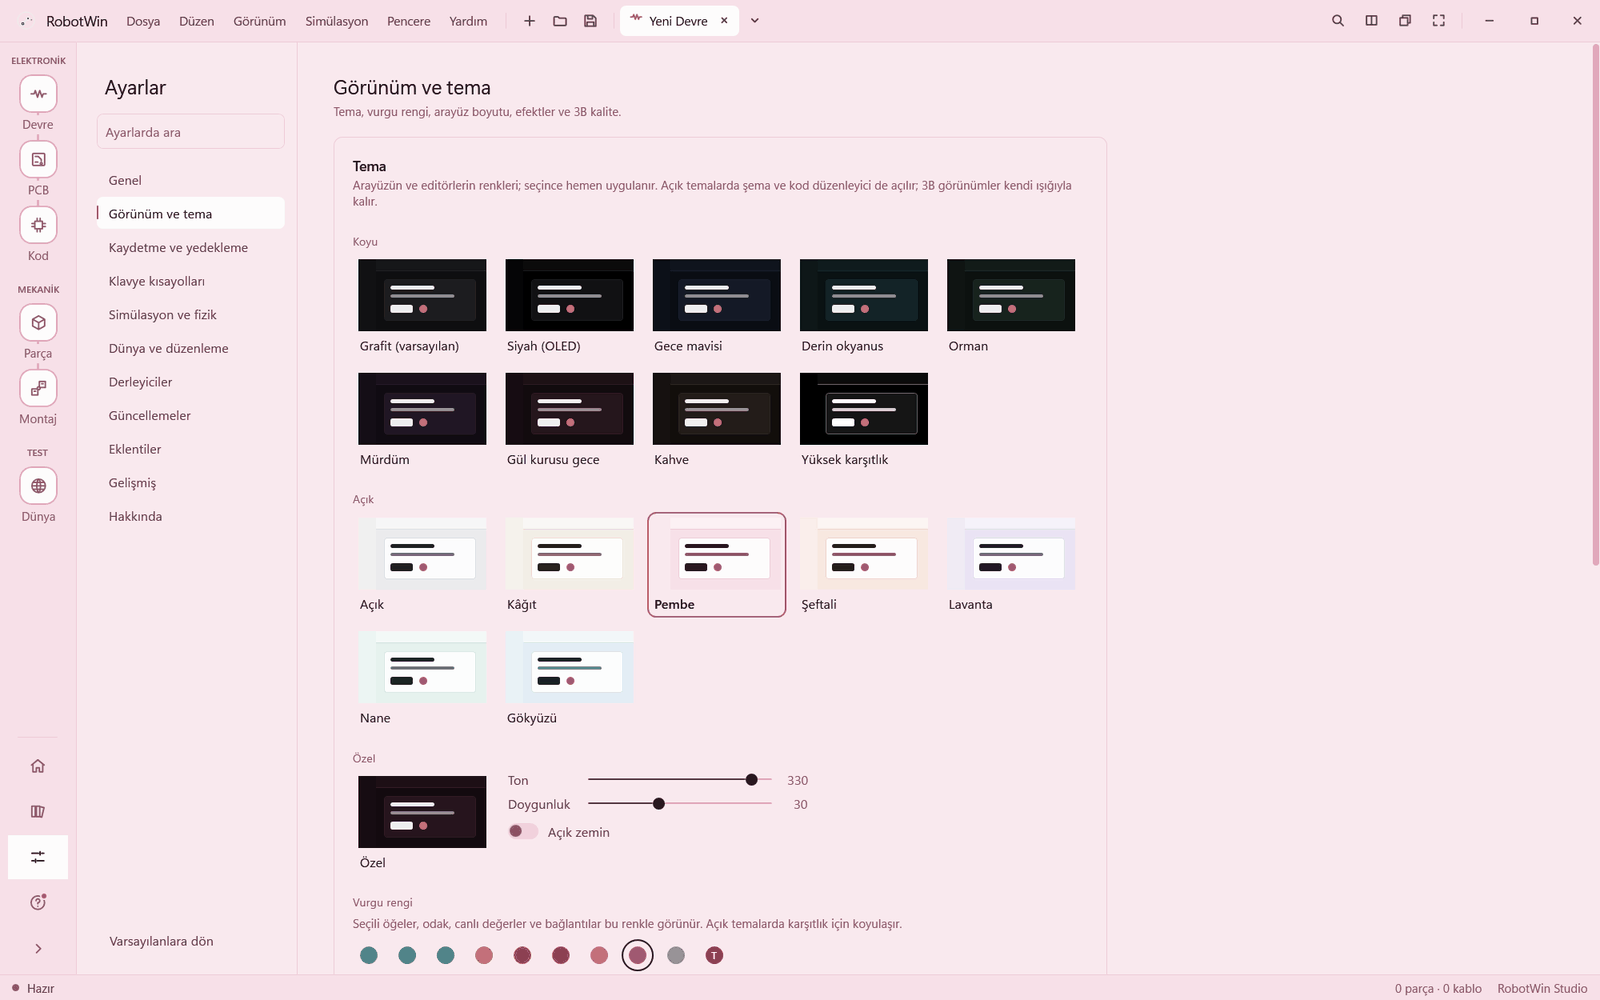 RobotWin Dosya Düzen Görünüm Simülasyon Pencere Yardım Yeni Devre
ELEKTRONİK
Devre
PCB
Kod
MEKANİK
Parça
Montaj
TEST
Dünya
Ayarlar
Ayarlarda ara
Genel
Görünüm ve tema
Kaydetme ve yedekleme
Klavye kısayolları
Simülasyon ve fizik
Dünya ve düzenleme
Derleyiciler
Güncellemeler
Eklentiler
Gelişmiş
Hakkında
Varsayılanlara dön
Görünüm ve tema
Tema, vurgu rengi, arayüz boyutu, efektler ve 3B kalite.
Tema
Arayüzün ve editörlerin renkleri; seçince hemen uygulanır. Açık temalarda şema ve kod düzenleyici de açılır; 3B görünümler kendi ışığıyla
kalır.
Koyu
Grafit (varsayılan) Siyah (OLED) Gece mavisi Derin okyanus Orman
Mürdüm Gül kurusu gece Kahve Yüksek karşıtlık
Açık
Açık Kâğıt Pembe Şeftali Lavanta
Nane Gökyüzü
Özel
Ton 330
Doygunluk 30
Açık zemin
Özel
Vurgu rengi
Seçili öğeler, odak, canlı değerler ve bağlantılar bu renkle görünür. Açık temalarda karşıtlık için koyulaşır.
T
Hazır 0 parça · 0 kablo RobotWin Studio